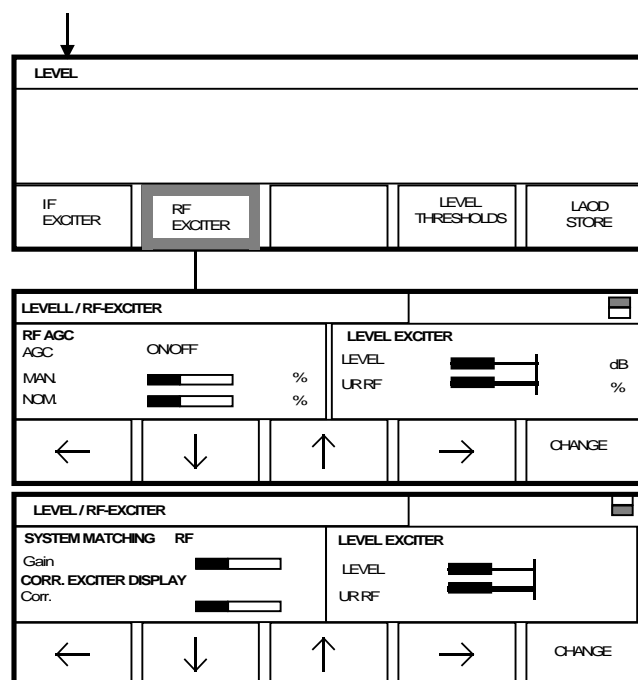 LEVEL
IF
EXCITER
RF
EXCITER
LEVEL
THRESHOLDS
LAOD
STORE
LEVELL / RF-EXCITER
RF AGC
AGC ON/OFF
MAN. %
NOM. %
LEVEL EXCITER
LEVEL dB
UR RF %
CHANGE
LEVEL / RF-EXCITER
SYSTEM MATCHING RF
Gain
CORR. EXCITER DISPLAY
Corr.
LEVEL EXCITER
LEVEL
UR RF
CHANGE